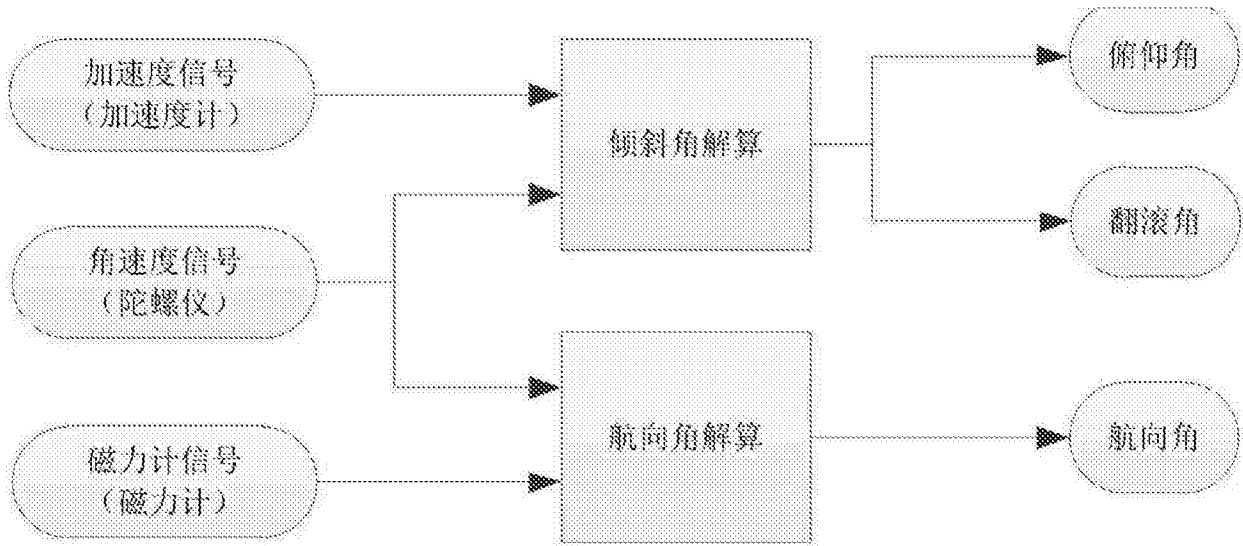 加速度信号
（加速度计）
倾斜角解算
俯仰角
翻滚角
角速度信号
（陀螺仪）
航向角解算
航向角
磁力计信号
（磁力计）